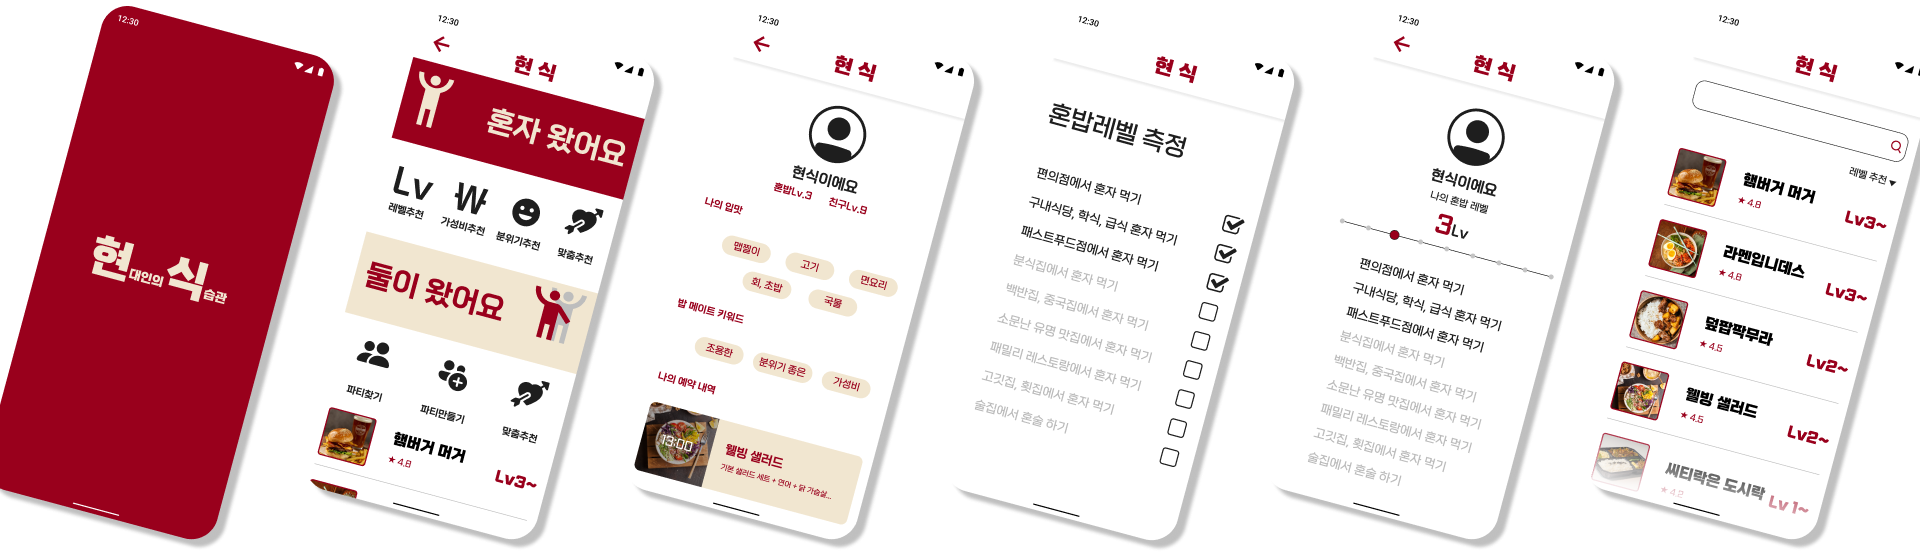 12:30
현대인의 식습관
12:30
현 식
혼자 왔어요
Lv
레벨추천
가성비추천
분위기추천
맞춤추천
둘이 왔어요
파티찾기
파티만들기
맞춤추천
햄버거 머거
★ 4.8
Lv3~
12:30
현 식
현식이에요
혼밥Lv.3
친구Lv.9
나의 입맛
맵찔이
고기
면요리
회, 초밥
국물
밥 메이트 키워드
조용한
분위기 좋은
가성비
나의 예약 내역
13:00
웰빙 샐러드
기본 샐러드 세트 + 연어 + 닭 가슴살...
12:30
현 식
혼밥레벨 측정
편의점에서 혼자 먹기
구내식당, 학식, 급식 혼자 먹기
패스트푸드점에서 혼자 먹기
분식집에서 혼자 먹기
백반집, 중국집에서 혼자 먹기
소문난 유명 맛집에서 혼자 먹기
패밀리 레스토랑에서 혼자 먹기
고깃집, 횟집에서 혼자 먹기
술집에서 혼술 하기
12:30
현 식
현식이에요
나의 혼밥 레벨
3Lv
편의점에서 혼자 먹기
구내식당, 학식, 급식 혼자 먹기
패스트푸드점에서 혼자 먹기
분식집에서 혼자 먹기
백반집, 중국집에서 혼자 먹기
소문난 유명 맛집에서 혼자 먹기
패밀리 레스토랑에서 혼자 먹기
고깃집, 횟집에서 혼자 먹기
술집에서 혼술 하기
12:30
현 식
레벨 추천 ▾
햄버거 머거
★ 4.8
Lv3~
라멘입니데스
★ 4.8
Lv3~
덮팝팍무라
★ 4.5
Lv2~
웰빙 샐러드
★ 4.5
Lv2~
씨티락은 도시락
★ 4.2
Lv 1~